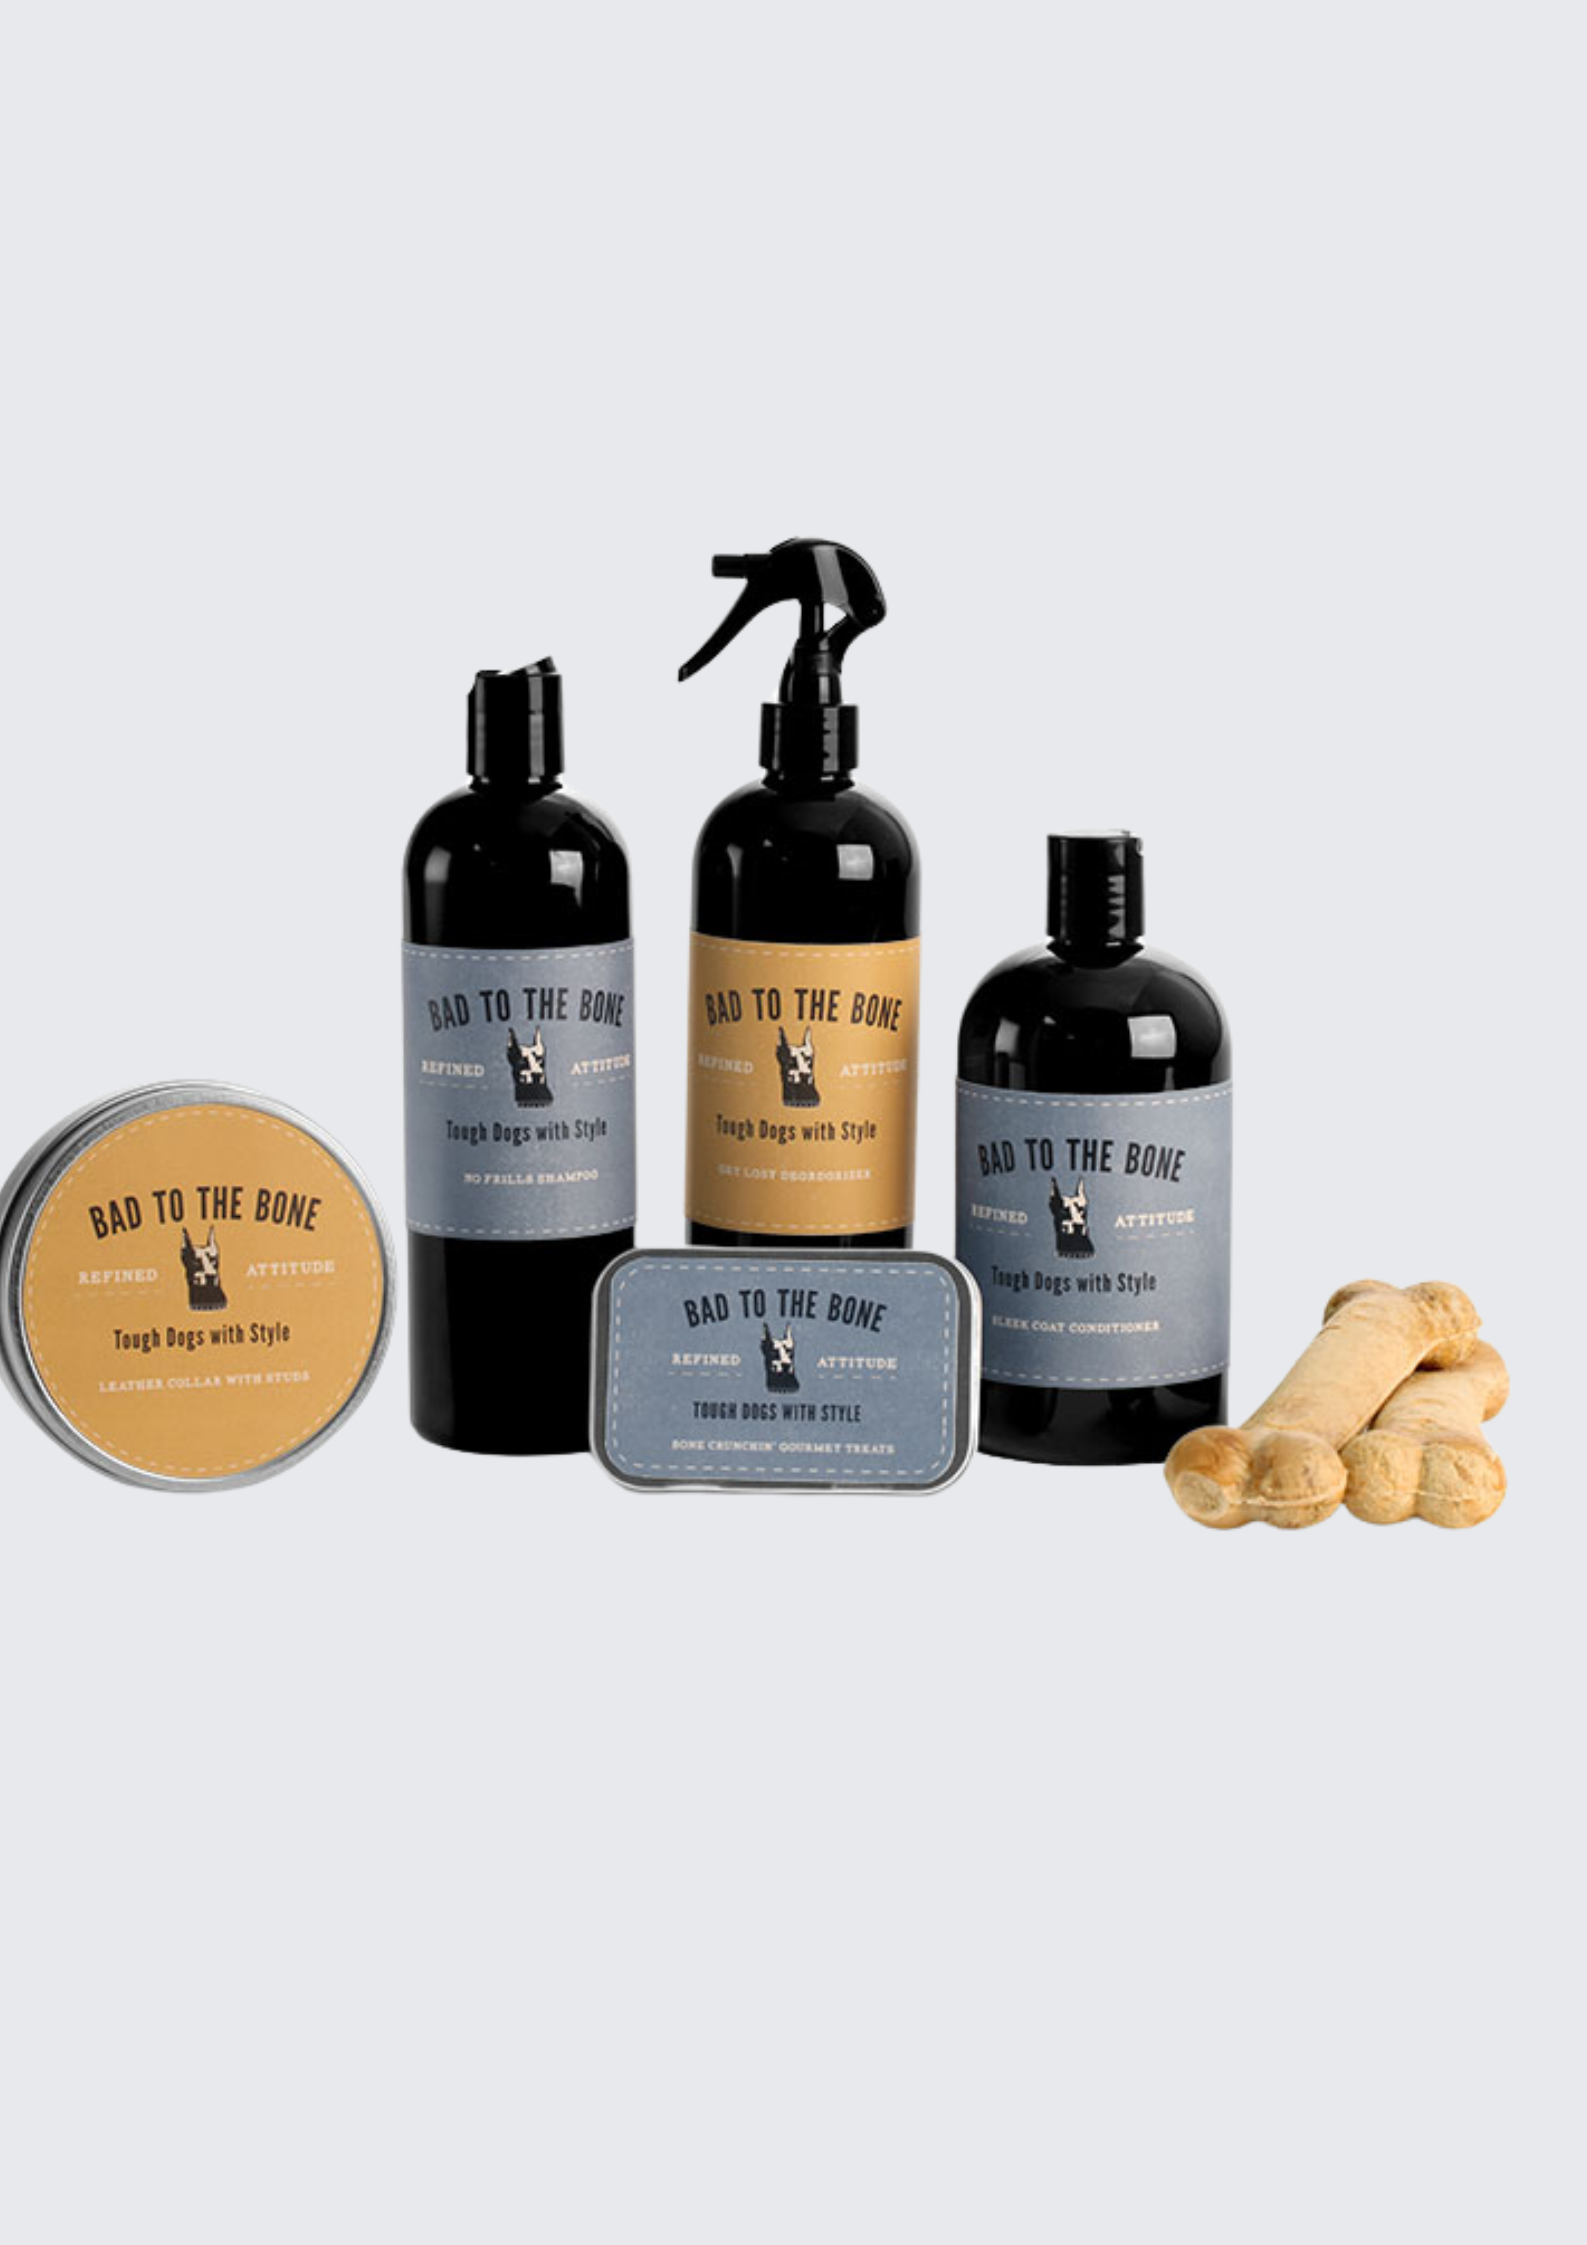 BAD TO THE BONE
REFINED ATTITUDE
Tough Dogs with Style
LEATHER COLLAR WITH STUDS
BAD TO THE BONE
REFINED ATTITUDE
Tough Dogs with Style
NO FRILLS SHAMPOO
BAD TO THE BONE
REFINED ATTITUDE
Tough Dogs with Style
GET LOST DEORDORIZER
BAD TO THE BONE
REFINED ATTITUDE
TOUGH DOGS WITH STYLE
BONE CRUNCHIN' GOURMET TREATS
BAD TO THE BONE
REFINED ATTITUDE
Tough Dogs with Style
SLEEK COAT CONDITIONER